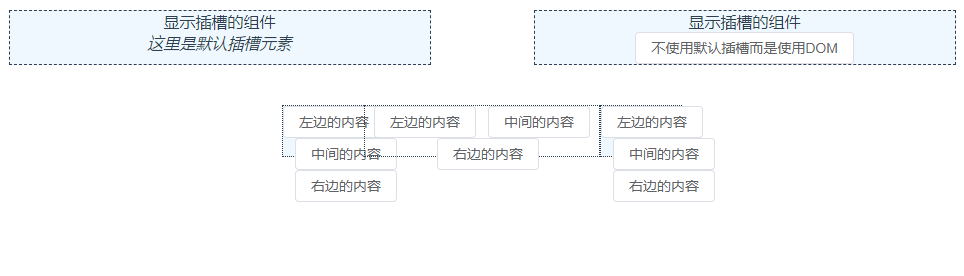 显示插槽的组件
这里是默认插槽元素
显示插槽的组件
不使用默认插槽而是使用DOM
左边的内容 左边的内容 中间的内容 左边的内容
中间的内容 右边的内容 中间的内容
右边的内容 右边的内容